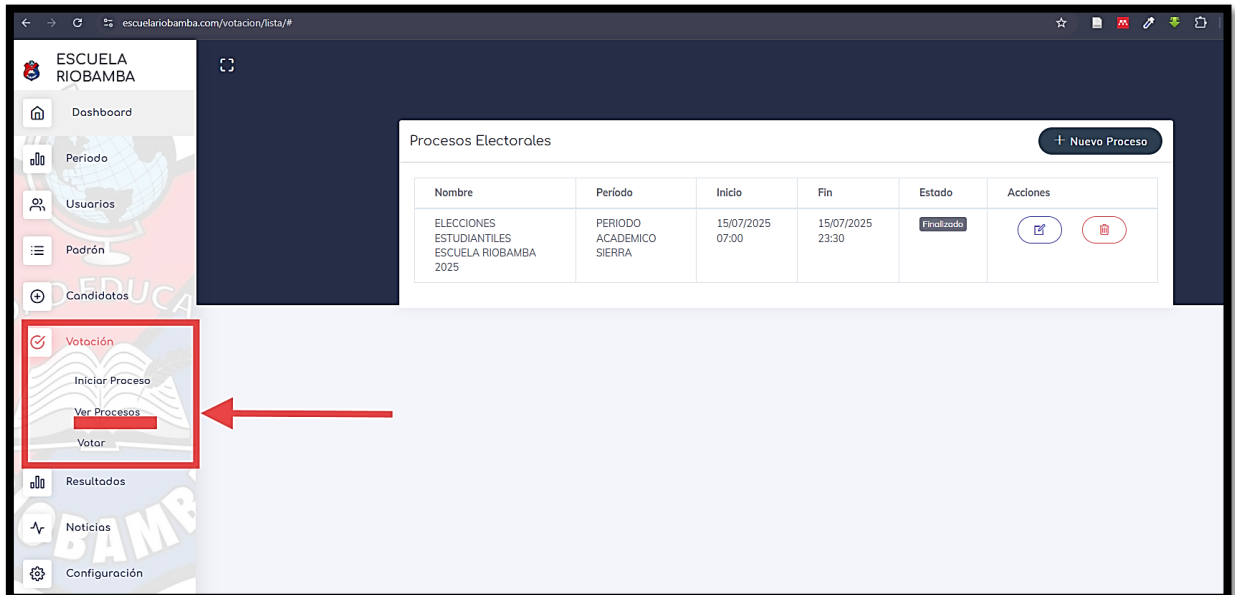 escuelariobamba.com/votacion/lista/#
ESCUELA
RIOBAMBA
Dashboard
Periodo
Usuarios
Padrón
Candidatos
Votación
Iniciar Proceso
Ver Procesos
Votar
Resultados
Noticias
Configuración
Procesos Electorales
+ Nuevo Proceso
Nombre Período Inicio Fin Estado Acciones
ELECCIONES PERIODO 15/07/2025 15/07/2025 Finalizado
ESTUDIANTILES ACADEMICO 07:00 23:30
ESCUELA RIOBAMBA SIERRA
2025